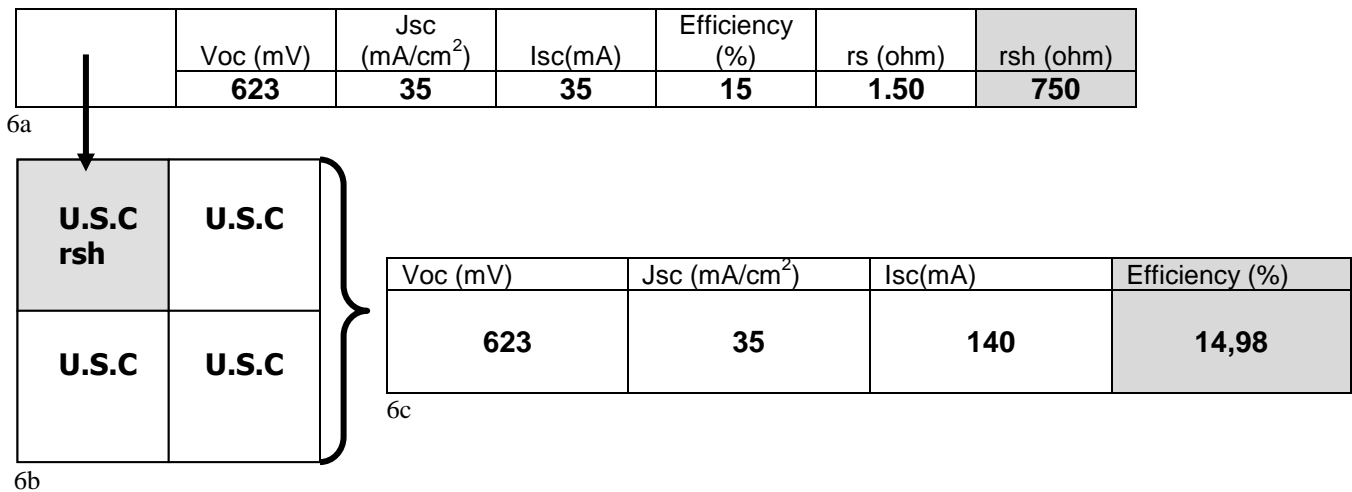 Voc (mV) Jsc (mA/cm²) Isc(mA) Efficiency (%) rs (ohm) rsh (ohm)
623 35 35 15 1.50 750
6a
U.S.C rsh U.S.C
U.S.C U.S.C
6b
Voc (mV) Jsc (mA/cm²) Isc(mA) Efficiency (%)
623 35 140 14,98
6c